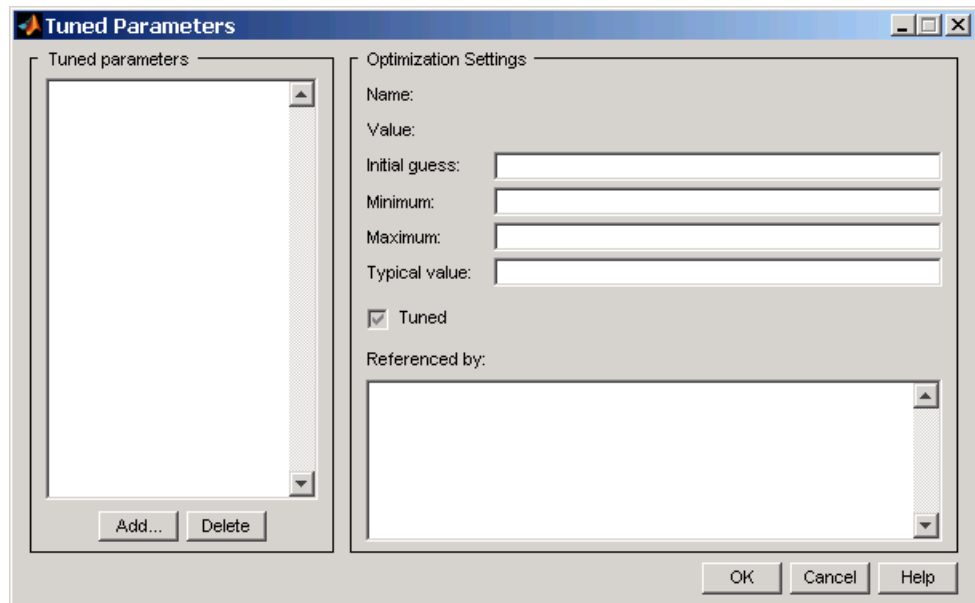 Tuned Parameters
Tuned parameters
Add...
Delete
Optimization Settings
Name:
Value:
Initial guess:
Minimum:
Maximum:
Typical value:
Tuned
Referenced by:
OK
Cancel
Help